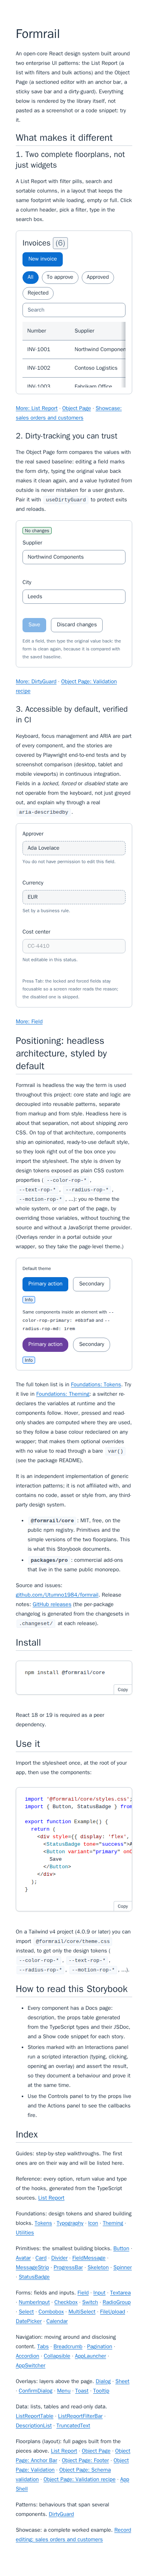 Formrail
An open-core React design system built around
two enterprise UI patterns: the List Report (a
list with filters and bulk actions) and the Object
Page (a sectioned editor with an anchor bar, a
sticky save bar and a dirty-guard). Everything
below is rendered by the library itself, not
pasted as a screenshot or a code snippet: try
it.
What makes it different
1. Two complete floorplans, not
just widgets
A List Report with filter pills, search and
sortable columns, in a layout that keeps the
same footprint while loading, empty or full. Click
a column header, pick a filter, type in the
search box.
Invoices (6)
New invoice
All
To approve
Approved
Rejected
Search
Number Supplier
INV-1001 Northwind Componen
INV-1002 Contoso Logistics
INV-1003 Fabrikam Office
More: List Report · Object Page · Showcase:
sales orders and customers
2. Dirty-tracking you can trust
The Object Page form compares the values with
the real saved baseline: editing a field marks
the form dirty, typing the original value back
makes it clean again, and a value hydrated from
outside is never mistaken for a user gesture.
Pair it with useDirtyGuard to protect exits
and reloads.
No changes
Supplier
Northwind Components
City
Leeds
Save
Discard changes
Edit a field, then type the original value back: the
form is clean again, because it is compared with
the saved baseline.
More: DirtyGuard · Object Page: Validation
recipe
3. Accessible by default, verified
in CI
Keyboard, focus management and ARIA are part
of every component, and the stories are
covered by Playwright end-to-end tests and by
screenshot comparison (desktop, tablet and
mobile viewports) in continuous integration.
Fields in a locked, forced or disabled state are
not operable from the keyboard, not just greyed
out, and explain why through a real
aria-describedby .
Approver
Ada Lovelace
You do not have permission to edit this field.
Currency
EUR
Set by a business rule.
Cost center
CC-4410
Not editable in this status.
Press Tab: the locked and forced fields stay
focusable so a screen reader reads the reason;
the disabled one is skipped.
More: Field
Positioning: headless
architecture, styled by
default
Formrail is headless the way the term is used
throughout this project: core state and logic are
decoupled into reusable patterns, separate
from the component skin style. Headless here is
about that separation, not about shipping zero
CSS. On top of that architecture, components
ship an opinionated, ready-to-use default style,
so they look right out of the box once you
import the stylesheet. The style is driven by
design tokens exposed as plain CSS custom
properties ( --color-rop-* ,
--text-rop-* , --radius-rop-* ,
--motion-rop-* , …): you re-theme the
whole system, or one part of the page, by
overriding those variables, without touching the
source and without a JavaScript theme
provider. (Overlays render in a portal outside
your wrapper, so they take the page-level theme.)
Default theme
Primary action
Secondary
Info
Same components inside an element with --
color-rop-primary: #6b3fa0 and --
radius-rop-md: 1rem
Primary action
Secondary
Info
The full token list is in Foundations: Tokens. Try
it live in Foundations: Theming: a switcher re-
declares the variables at runtime and the
components follow. Hover, pressed and read-
only shades are computed where they are used,
so they follow a base colour redeclared on any
wrapper; that mechanism treats optional overrides
with no value to read through a bare var()
(see the package README).
It is an independent implementation of generic
interaction patterns; it is not affiliated with, and
contains no code, asset or style from, any third-
party design system.
• @formrail/core : MIT, free, on the
public npm registry. Primitives and the
simple versions of the two floorplans. This
is what this Storybook documents.
• packages/pro : commercial add-ons
that live in the same public monorepo.
Source and issues:
github.com/Utumno1984/formrail. Release
notes: GitHub releases (the per-package
changelog is generated from the changesets in
.changeset/ at each release).
Install
npm install @formrail/core
Copy
React 18 or 19 is required as a peer
dependency.
Use it
Import the stylesheet once, at the root of your
app, then use the components:
import '@formrail/core/styles.css';
import { Button, StatusBadge } from
export function Example() {
return (
<div style={{ display: 'flex',
<StatusBadge tone="success">A
<Button variant="primary" onC
Save
</Button>
</div>
);
}
Copy
On a Tailwind v4 project (4.0.9 or later) you can
import @formrail/core/theme.css
instead, to get only the design tokens (
--color-rop-* , --text-rop-* ,
--radius-rop-* , --motion-rop-* , …).
How to read this Storybook
• Every component has a Docs page:
description, the props table generated
from the TypeScript types and their JSDoc,
and a Show code snippet for each story.
• Stories marked with an Interactions panel
run a scripted interaction (typing, clicking,
opening an overlay) and assert the result,
so they document a behaviour and prove it
at the same time.
• Use the Controls panel to try the props live
and the Actions panel to see the callbacks
fire.
Index
Guides: step-by-step walkthroughs. The first
ones are on their way and will be listed here.
Reference: every option, return value and type
of the hooks, generated from the TypeScript
sources. List Report
Foundations: design tokens and shared building
blocks. Tokens · Typography · Icon · Theming ·
Utilities
Primitives: the smallest building blocks. Button ·
Avatar · Card · Divider · FieldMessage ·
MessageStrip · ProgressBar · Skeleton · Spinner
· StatusBadge
Forms: fields and inputs. Field · Input · Textarea
· NumberInput · Checkbox · Switch · RadioGroup
· Select · Combobox · MultiSelect · FileUpload ·
DatePicker · Calendar
Navigation: moving around and disclosing
content. Tabs · Breadcrumb · Pagination ·
Accordion · Collapsible · AppLauncher ·
AppSwitcher
Overlays: layers above the page. Dialog · Sheet
· ConfirmDialog · Menu · Toast · Tooltip
Data: lists, tables and read-only data.
ListReportTable · ListReportFilterBar ·
DescriptionList · TruncatedText
Floorplans: full pages built from the
pieces above. List Report · Object Page · Object
Page: Anchor Bar · Object Page: Footer · Object
Page: Validation · Object Page: Schema
validation · Object Page: Validation recipe · App
Shell
Patterns: behaviours that span several
components. DirtyGuard
Showcase: a complete worked example. Recent
editing: sales orders and customers